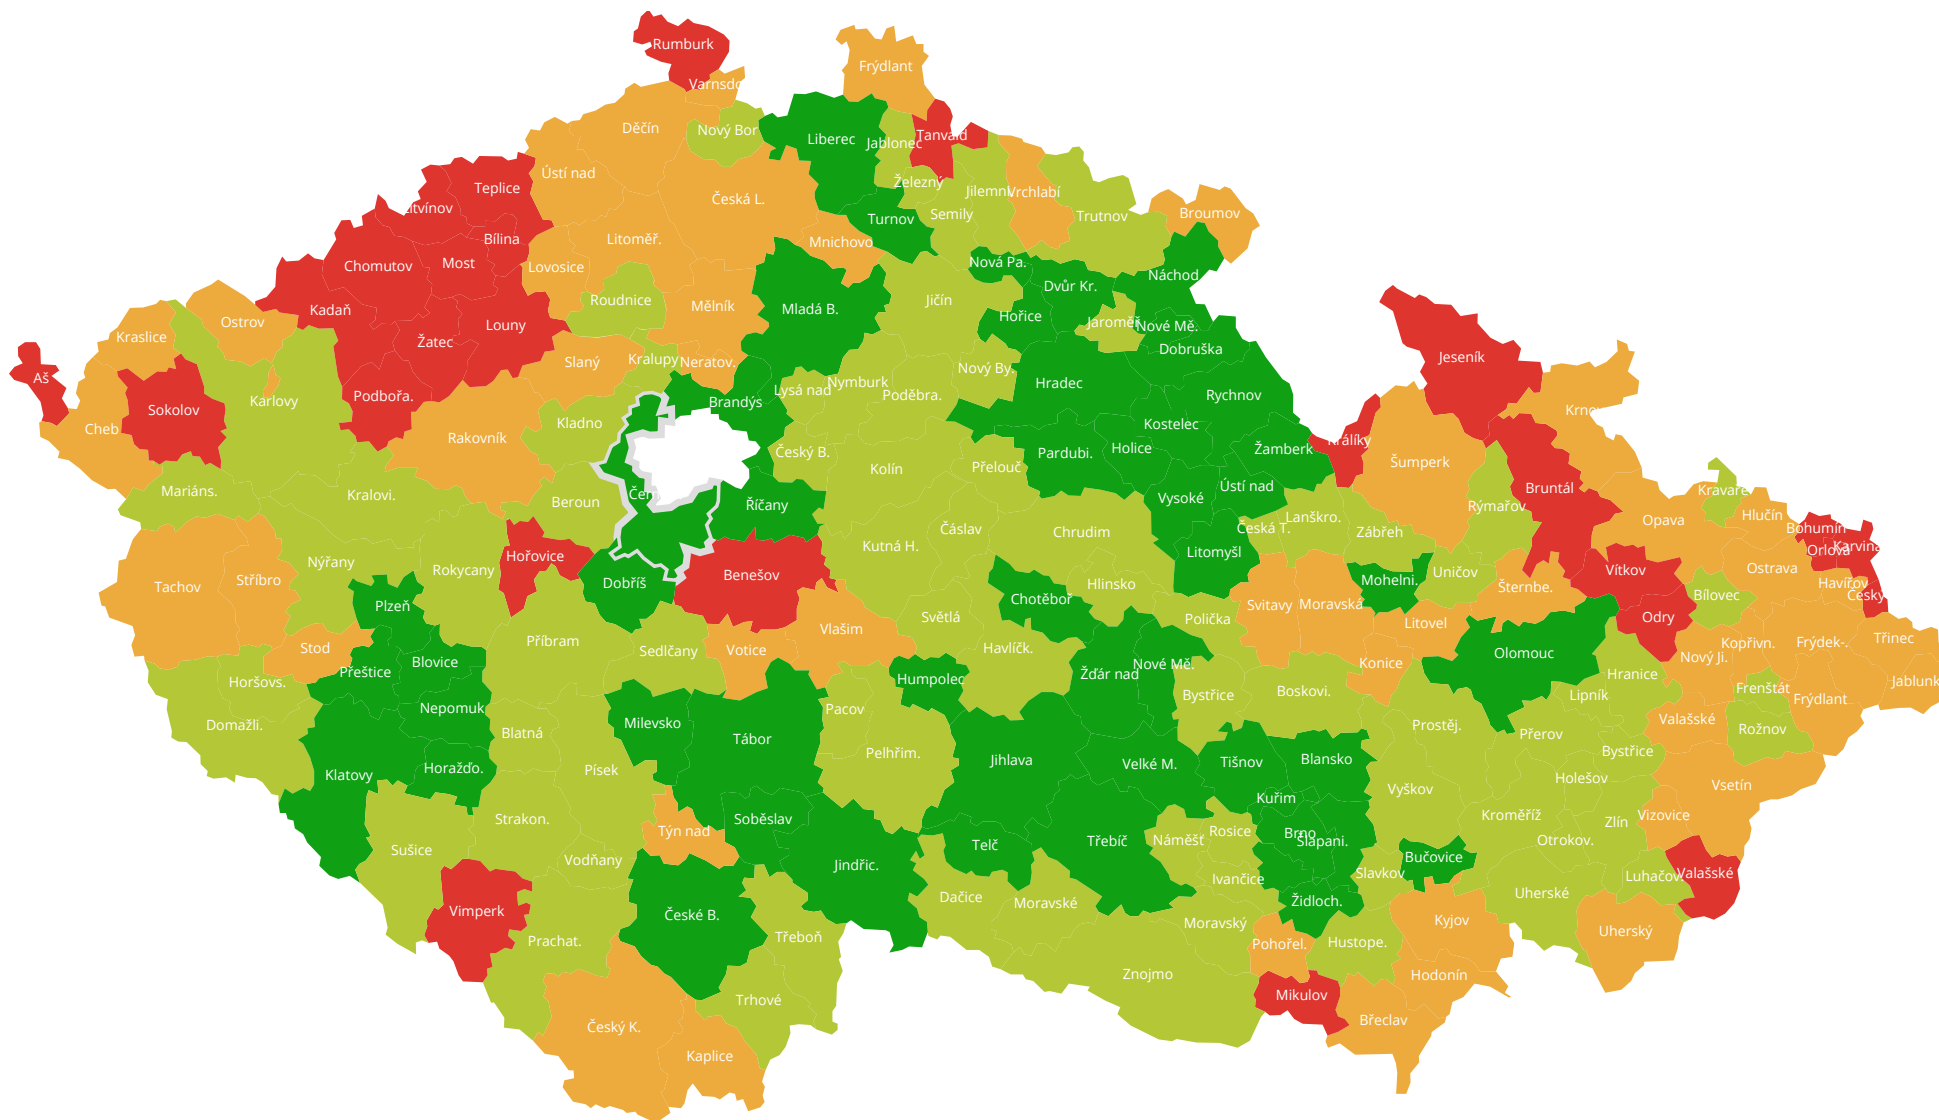 Rumburk
Frýdlant
Varnsdo
Děčín
Nový Bor
Liberec
Jablonec
Tanvald
Ústí nad
Teplice
Litvínov
Železný
Jilemni
Vrchlabí
Česká L.
Turnov
Semily
Trutnov
Broumov
Bílina
Litoměř.
Mnichovo
Chomutov
Most
Lovosice
Nová Pa.
Náchod
Dvůr Kr.
Roudnice
Jičín
Kadaň
Mělník
Mladá B.
Hořice
Ostrov
Louny
Jaroměř
Nové Mě.
Kraslice
Žatec
Dobruška
Slaný
Kralupy
Neratov.
Jeseník
Aš
Nový By.
Hradec
Nymburk
Lysá nad
Poděbra.
Podbořa.
Rychnov
Karlovy
Brandýs
Sokolov
Krnov
Kladno
Kostelec
Cheb
Rakovník
Králíky
Holice
Žamberk
Český B.
Pardubi.
Šumperk
Kolín
Přelouč
Ústí nad
Bruntál
Mariáns.
Kralovi.
Kravaře
Čern
Vysoké
Beroun
Říčany
Rýmařov
Hlučín
Lanškro.
Opava
Česká T.
Bohumín
Čáslav
Chrudim
Zábřeh
Kutná H.
Karviná
Orlová
Litomyšl
Hořovice
Nýřany
Rokycany
Vítkov
Ostrava
Uničov
Benešov
Stříbro
Mohelni.
Dobříš
Hlinsko
Havířov
Tachov
Šternbe.
Český
Bílovec
Chotěboř
Plzeň
Svitavy
Moravská
Světlá
Odry
Polička
Litovel
Vlašim
Příbram
Třinec
Kopřivn.
Frýdek-.
Stod
Havlíčk.
Votice
Sedlčany
Olomouc
Nový Ji.
Blovice
Konice
Nové Mě.
Přeštice
Žďár nad
Hranice
Humpolec
Horšovs.
Jablunk
Frenštát
Boskovi.
Bystřice
Lipník
Frýdlant
Nepomuk
Pacov
Valašské
Milevsko
Domažli.
Prostěj.
Rožnov
Blatná
Přerov
Tábor
Bystřice
Pelhřim.
Jihlava
Blansko
Tišnov
Velké M.
Horažďo.
Písek
Klatovy
Holešov
Vsetín
Vyškov
Kuřim
Kroměříž
Vizovice
Strakon.
Soběslav
Zlín
Týn nad
Rosice
Brno
Šlapani.
Náměšť
Třebíč
Otrokov.
Telč
Sušice
Bučovice
Vodňany
Jindřic.
Slavkov
Valašské
Luhačov.
Ivančice
Uherské
Dačice
Židloch.
Moravské
Vimperk
České B.
Kyjov
Moravský
Uherský
Třeboň
Prachat.
Hustope.
Pohořel.
Znojmo
Hodonín
Mikulov
Trhové
Břeclav
Český K.
Kaplice